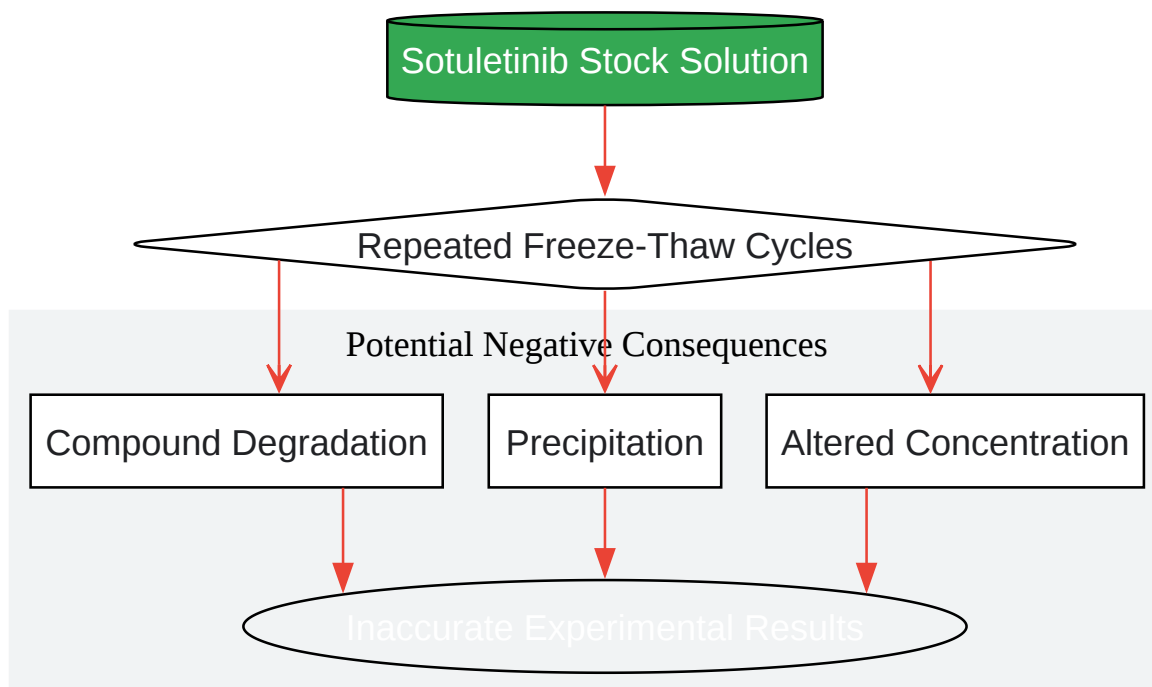 Sotuletinib Stock Solution
Repeated Freeze-Thaw Cycles
Potential Negative Consequences
Compound Degradation
Precipitation
Altered Concentration
Inaccurate Experimental Results